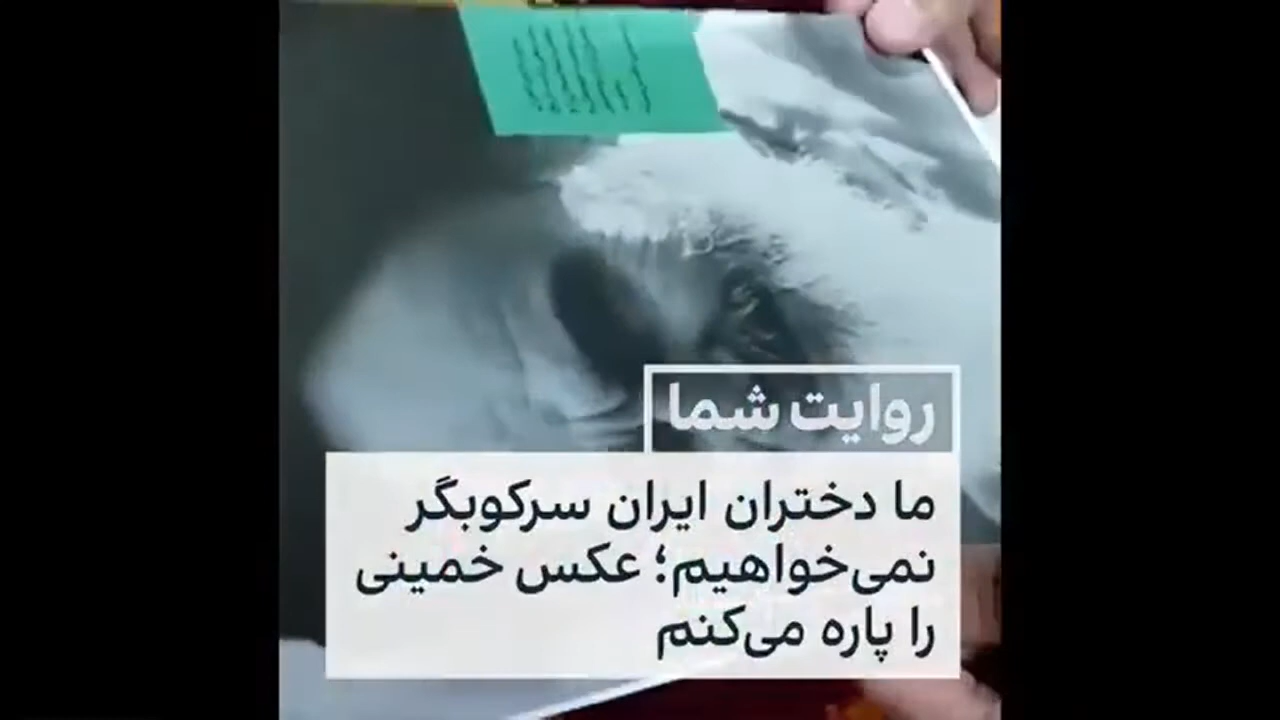 روایت شما
ما دختران ایران سرکوبگر
نمی‌خواهیم؛ عکس خمینی
را پاره می‌کنم